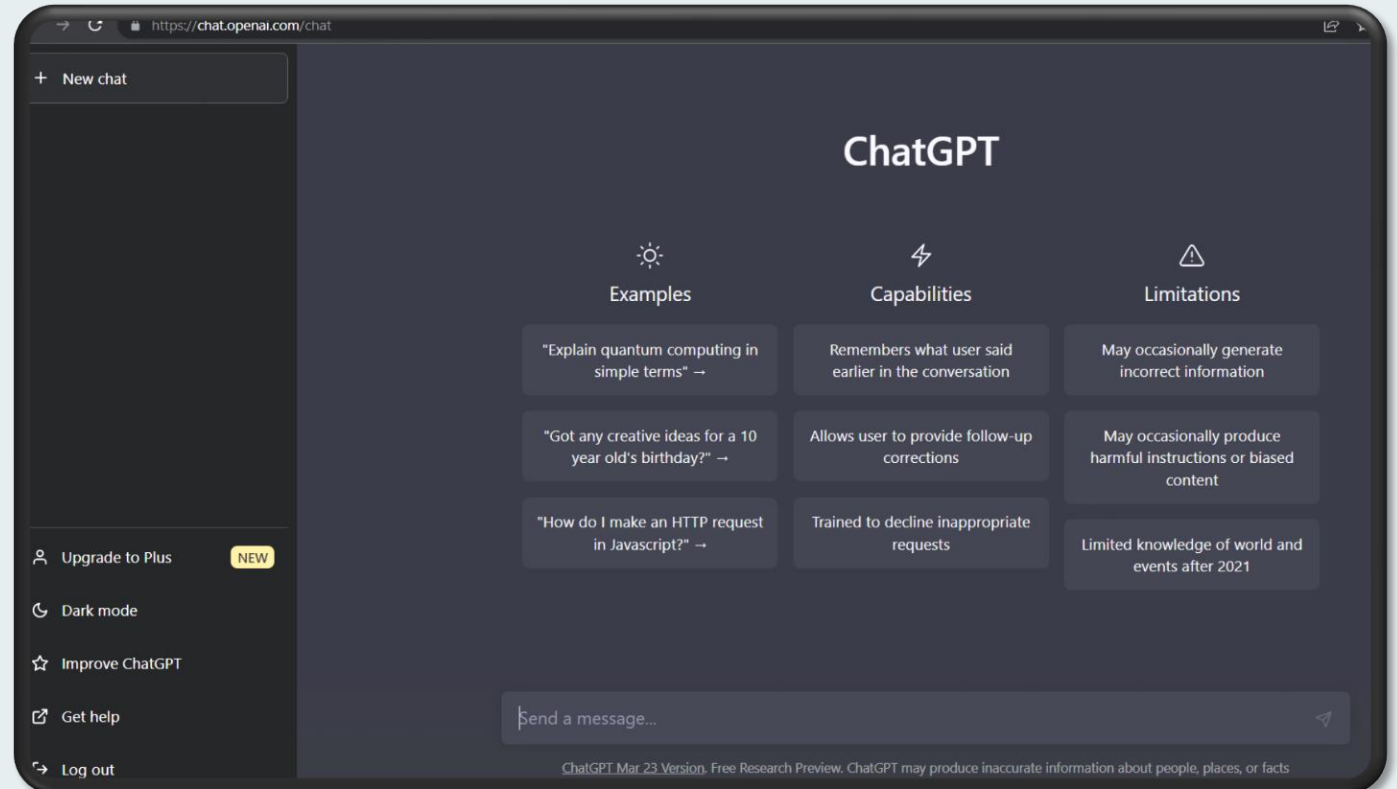 https://chat.openai.com/chat
+ New chat
ChatGPT
Examples
Capabilities
Limitations
"Explain quantum computing in
simple terms" →
Remembers what user said
earlier in the conversation
May occasionally generate
incorrect information
"Got any creative ideas for a 10
year old's birthday?" →
Allows user to provide follow-up
corrections
May occasionally produce
harmful instructions or biased
content
"How do I make an HTTP request
in Javascript?" →
Trained to decline inappropriate
requests
Limited knowledge of world and
events after 2021
Upgrade to Plus
NEW
Dark mode
Improve ChatGPT
Get help
Log out
Send a message...
ChatGPT Mar 23 Version. Free Research Preview. ChatGPT may produce inaccurate information about people, places, or facts